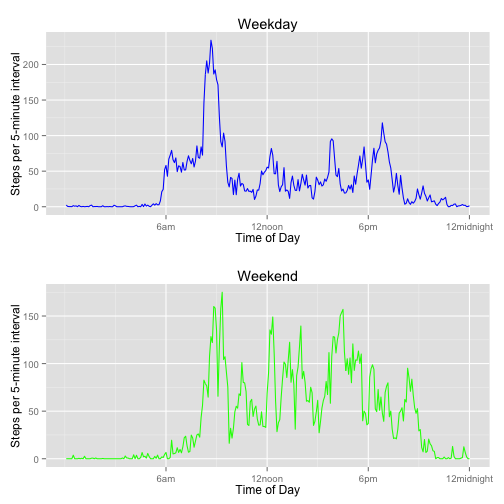 Weekday
Steps per 5-minute interval
200
150
100
50
0
6am 12noon 6pm 12midnight
Time of Day
Weekend
Steps per 5-minute interval
150
100
50
0
6am 12noon 6pm 12midnight
Time of Day